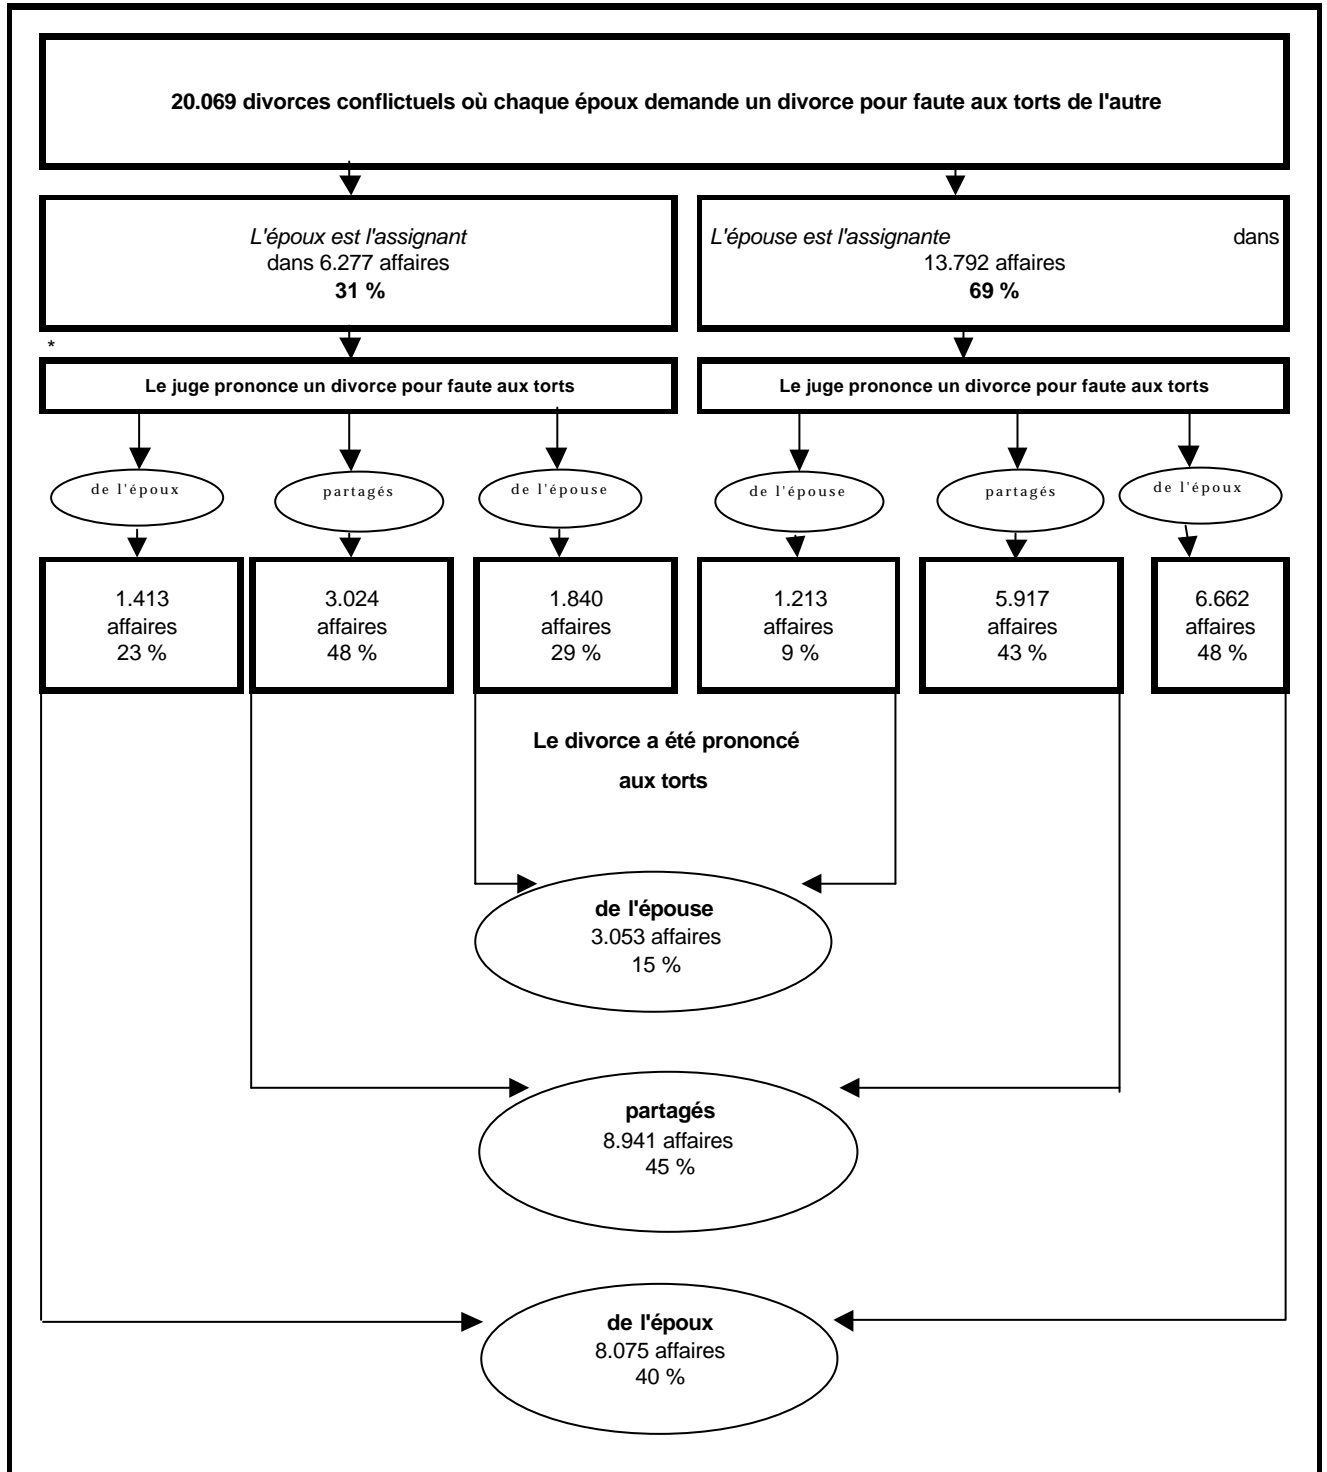 20.069 divorces conflictuels où chaque époux demande un divorce pour faute aux torts de l'autre
L'époux est l'assignant
dans 6.277 affaires
31 %
L'épouse est l'assignante dans
13.792 affaires
69 %
*
Le juge prononce un divorce pour faute aux torts
Le juge prononce un divorce pour faute aux torts
de l'époux
partagés
de l'épouse
de l'épouse
partagés
de l'époux
1.413
affaires
23 %
3.024
affaires
48 %
1.840
affaires
29 %
1.213
affaires
9 %
5.917
affaires
43 %
6.662
affaires
48 %
Le divorce a été prononcé
aux torts
de l'épouse
3.053 affaires
15 %
partagés
8.941 affaires
45 %
de l'époux
8.075 affaires
40 %